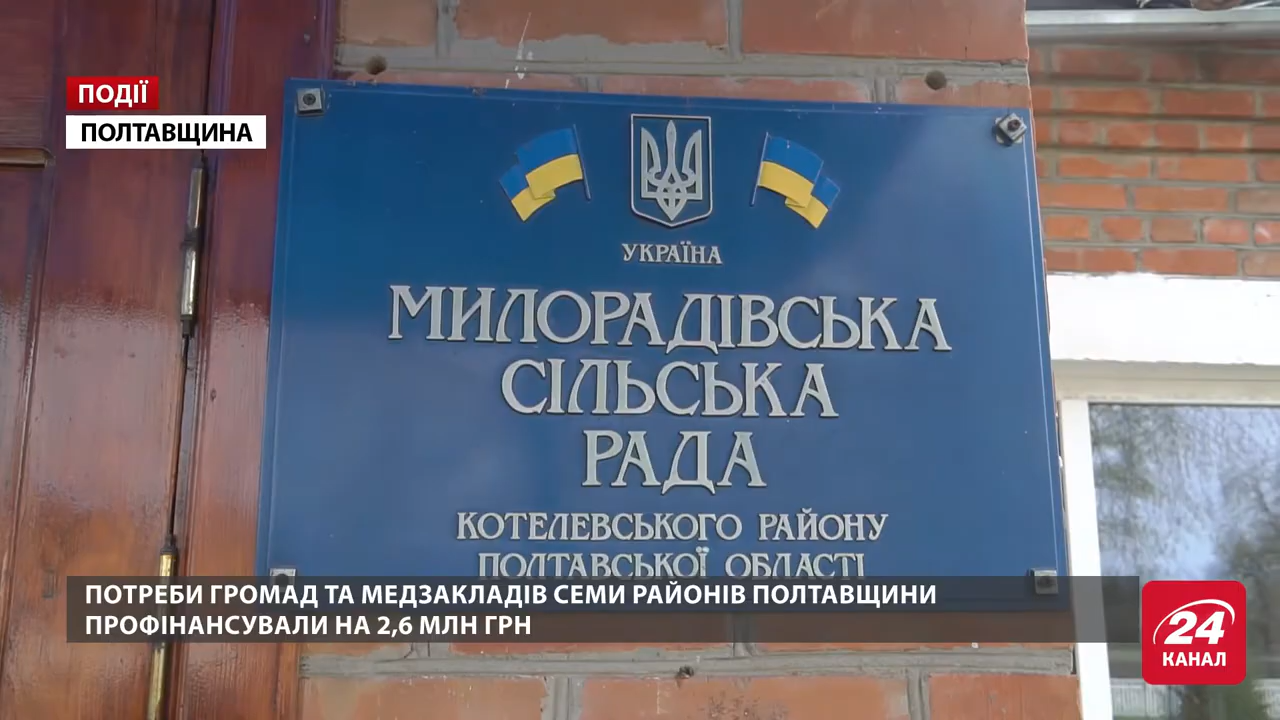 ПОДІЇ
ПОЛТАВЩИНА
УКРАЇНА
МИЛОРАДІВСЬКА
СІЛЬСЬКА
РАДА
КОТЕЛЕВСЬКОГО РАЙОНУ
ПОЛТАВСЬКОЇ ОБЛАСТІ
ПОТРЕБИ ГРОМАД ТА МЕДЗАКЛАДІВ СЕМИ РАЙОНІВ ПОЛТАВЩИНИ
ПРОФІНАНСУВАЛИ НА 2,6 МЛН ГРН
24
КАНАЛ